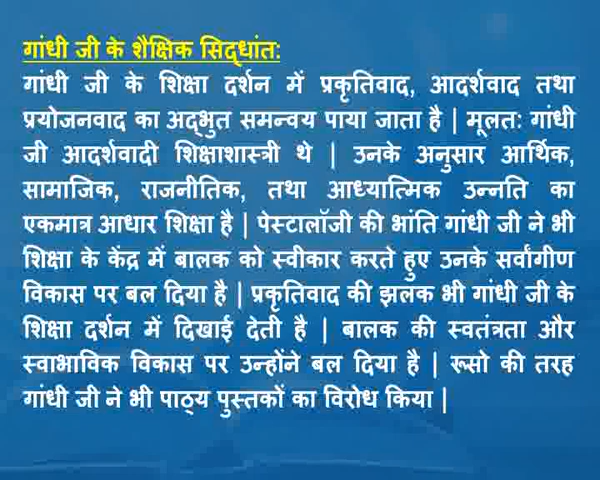 गांधी जी के शैक्षिक सिद्धांत:
गांधी जी के शिक्षा दर्शन में प्रकृतिवाद, आदर्शवाद तथा
प्रयोजनवाद का अद्भुत समन्वय पाया जाता है | मूलत: गांधी
जी आदर्शवादी शिक्षाशास्त्री थे | उनके अनुसार आर्थिक,
सामाजिक, राजनीतिक, तथा आध्यात्मिक उन्नति का
एकमात्र आधार शिक्षा है | पेस्टालॉजी की भांति गांधी जी ने भी
शिक्षा के केंद्र में बालक को स्वीकार करते हुए उनके सर्वांगीण
विकास पर बल दिया है | प्रकृतिवाद की झलक भी गांधी जी के
शिक्षा दर्शन में दिखाई देती है | बालक की स्वतंत्रता और
स्वाभाविक विकास पर उन्होंने बल दिया है | रूसो की तरह
गांधी जी ने भी पाठ्य पुस्तकों का विरोध किया |